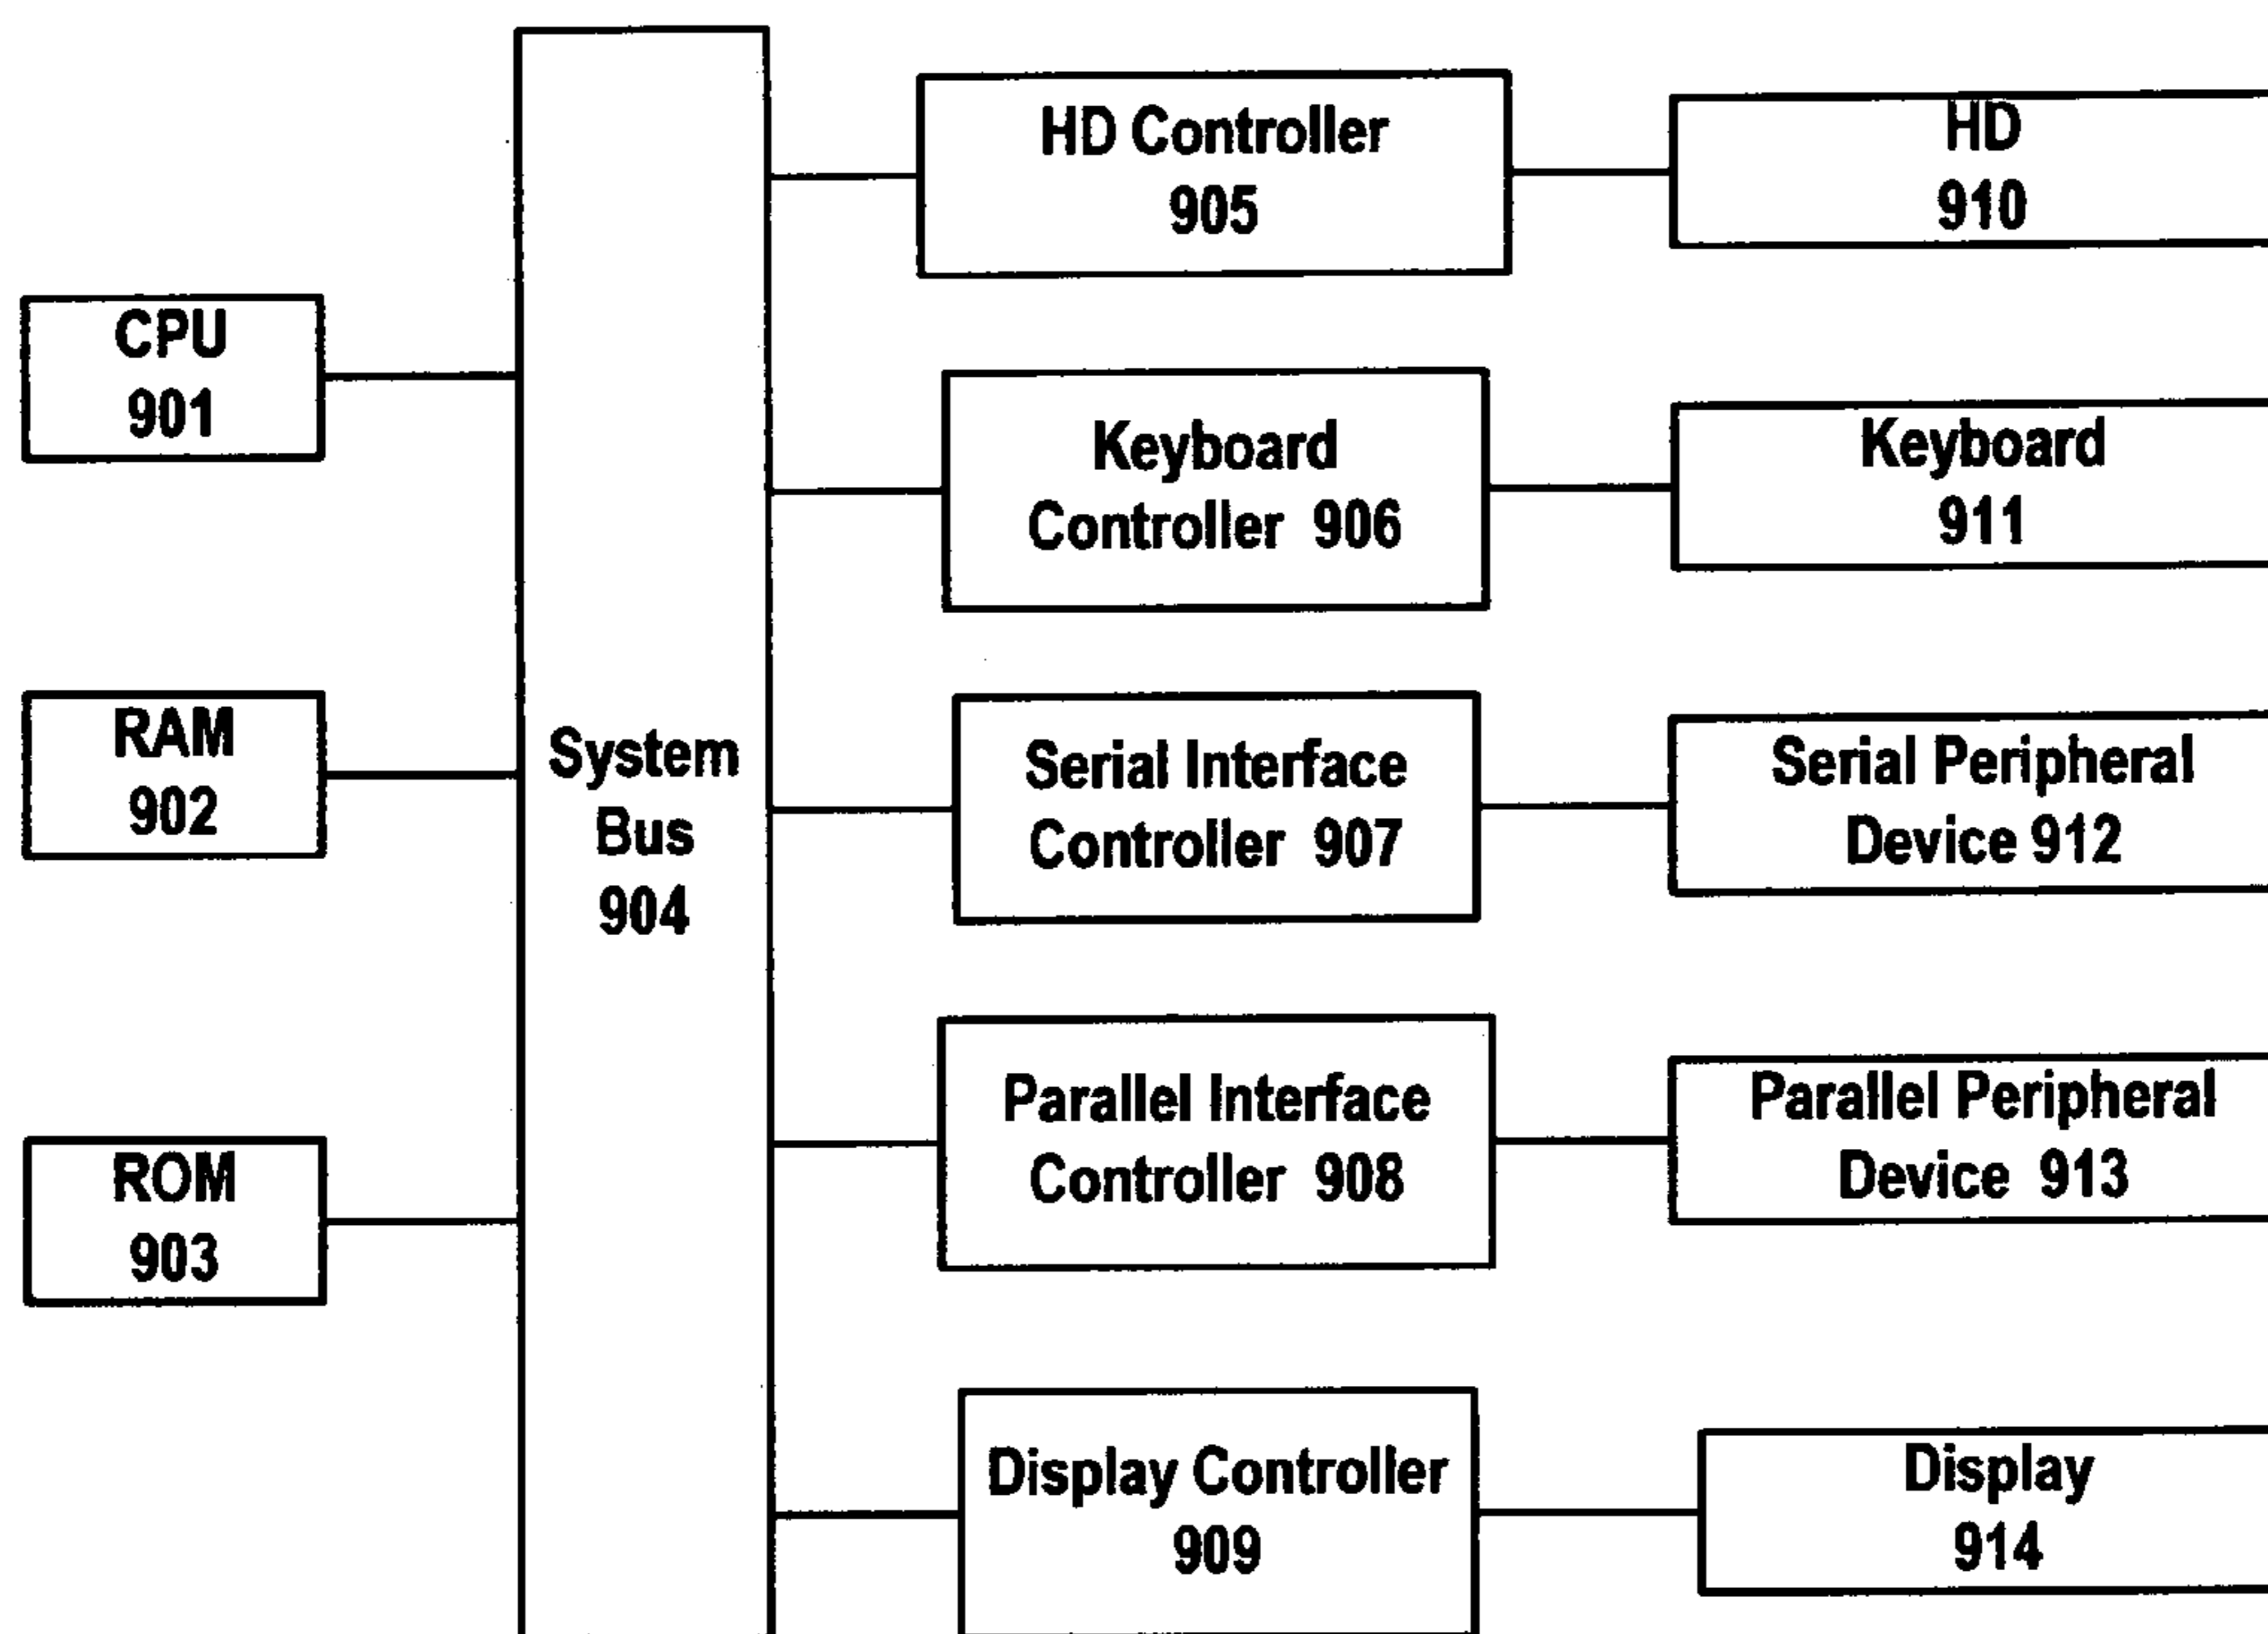 CPU
901
RAM
902
ROM
903
System
Bus
904
HD Controller
905
Keyboard
Controller 906
Serial Interface
Controller 907
Parallel Interface
Controller 908
Display Controller
909
HD
910
Keyboard
911
Serial Peripheral
Device 912
Parallel Peripheral
Device 913
Display
914